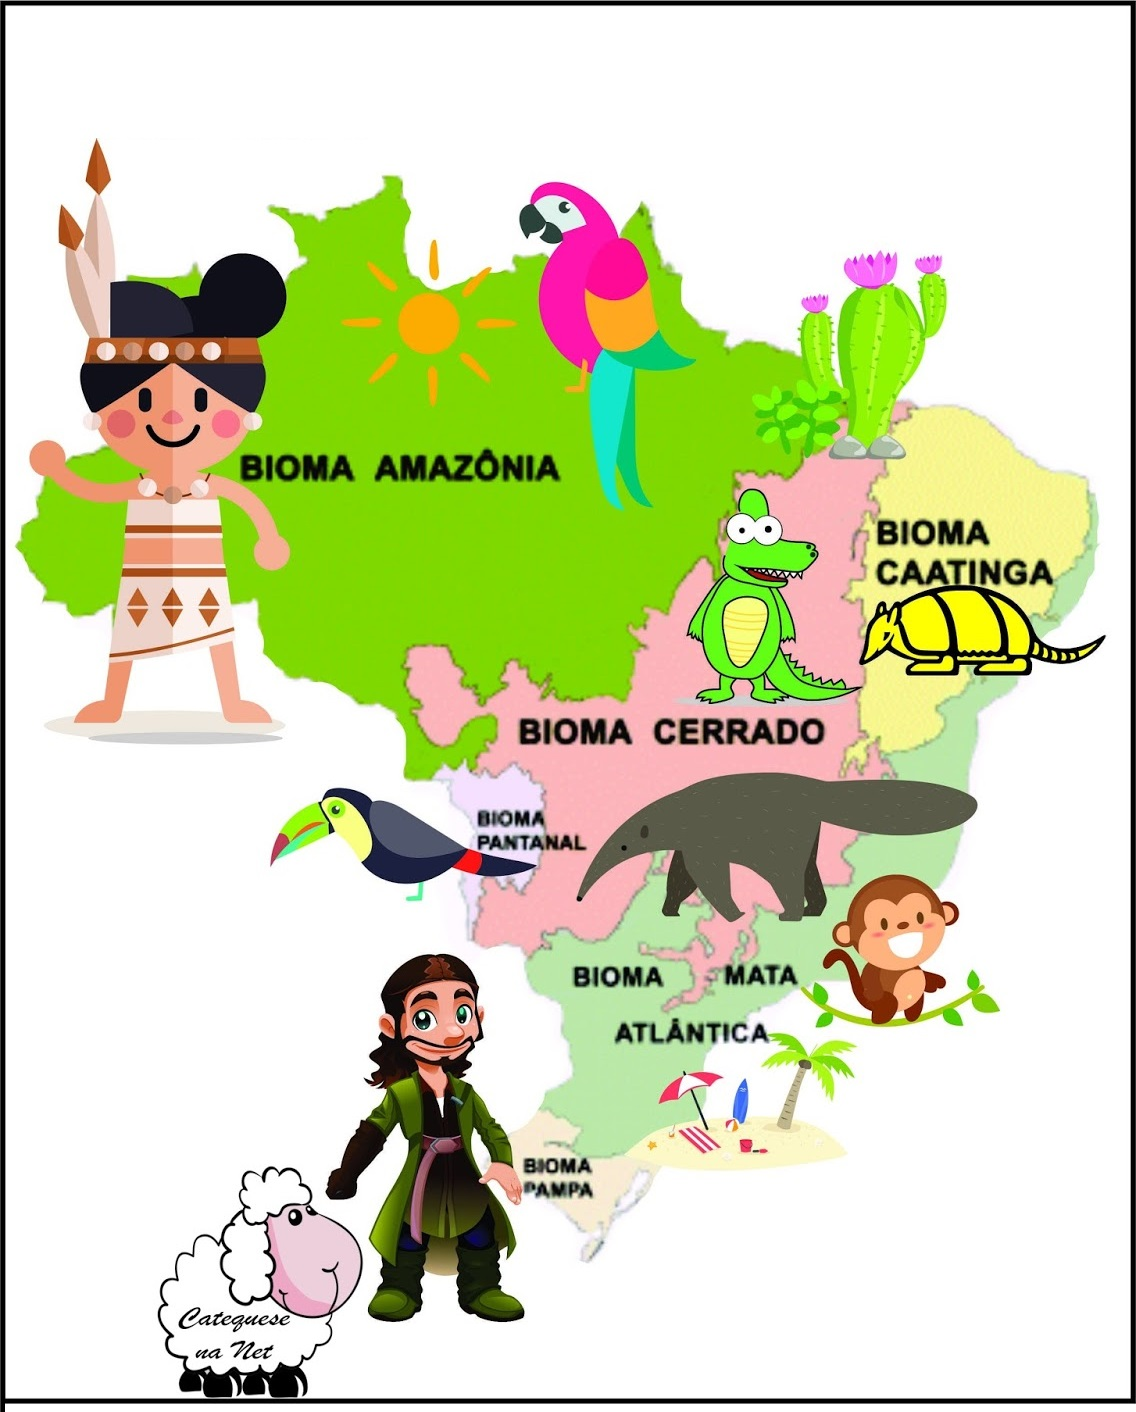 BIOMA AMAZÔNIA
BIOMA
CAATINGA
BIOMA CERRADO
BIOMA
PANTANAL
BIOMA MATA
ATLÂNTICA
BIOMA
PAMPA
Catequese
na Net